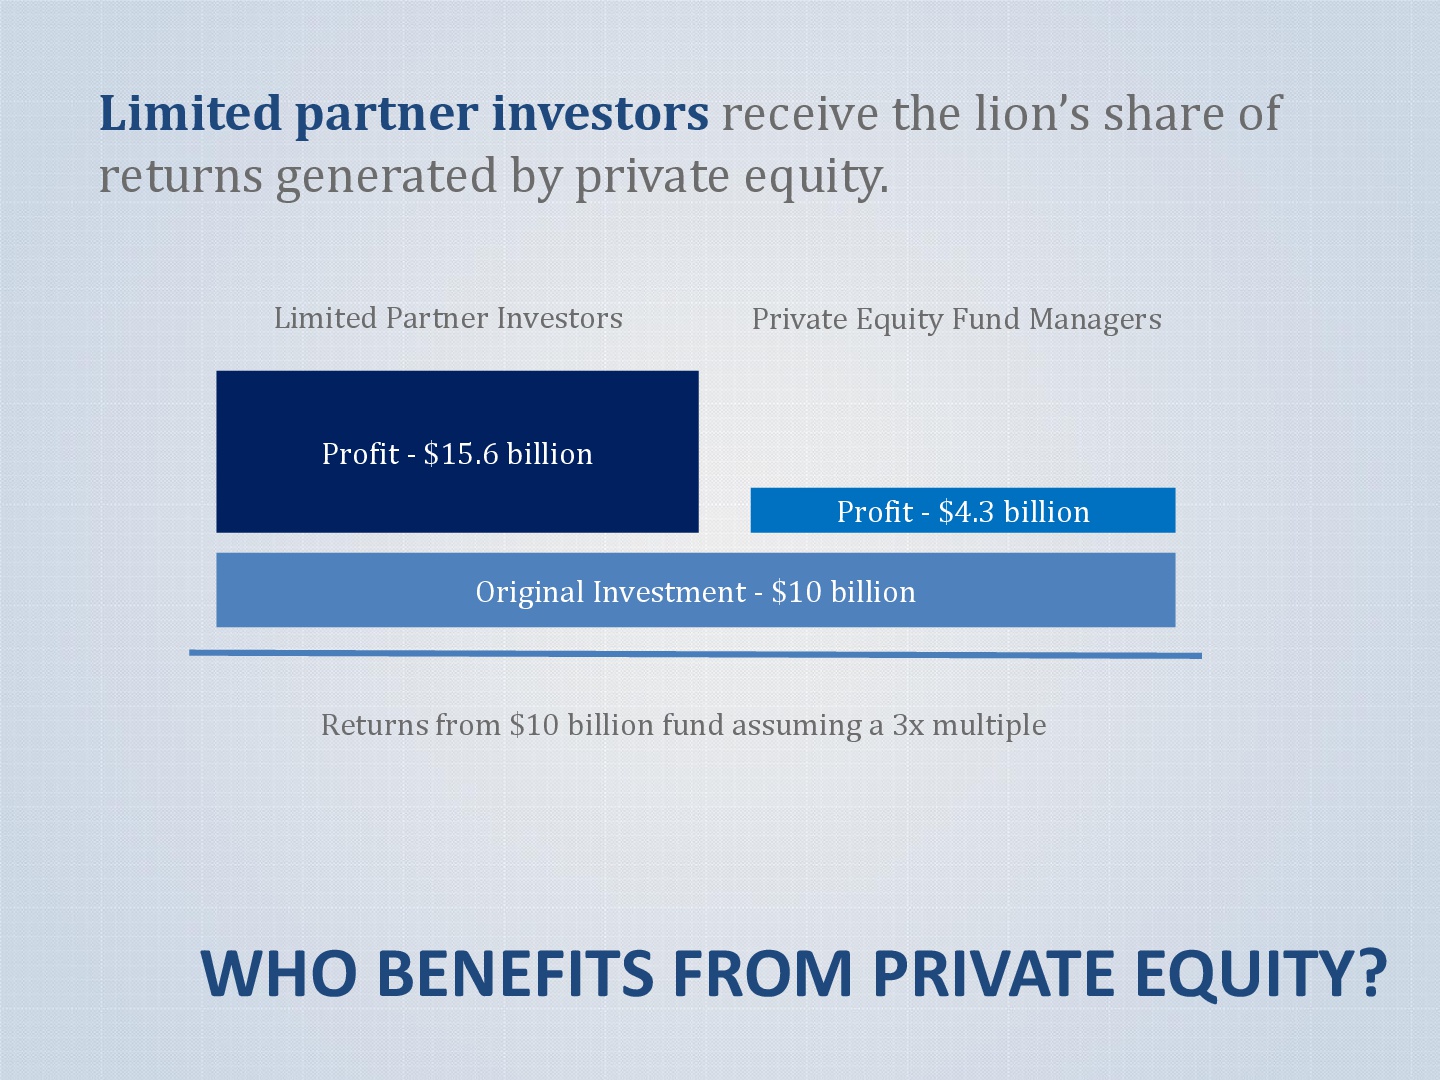 Limited partner investors receive the lion’s share of
returns generated by private equity.
Limited Partner Investors
Private Equity Fund Managers
Profit - $15.6 billion
Profit - $4.3 billion
Original Investment - $10 billion
Returns from $10 billion fund assuming a 3x multiple
WHO BENEFITS FROM PRIVATE EQUITY?